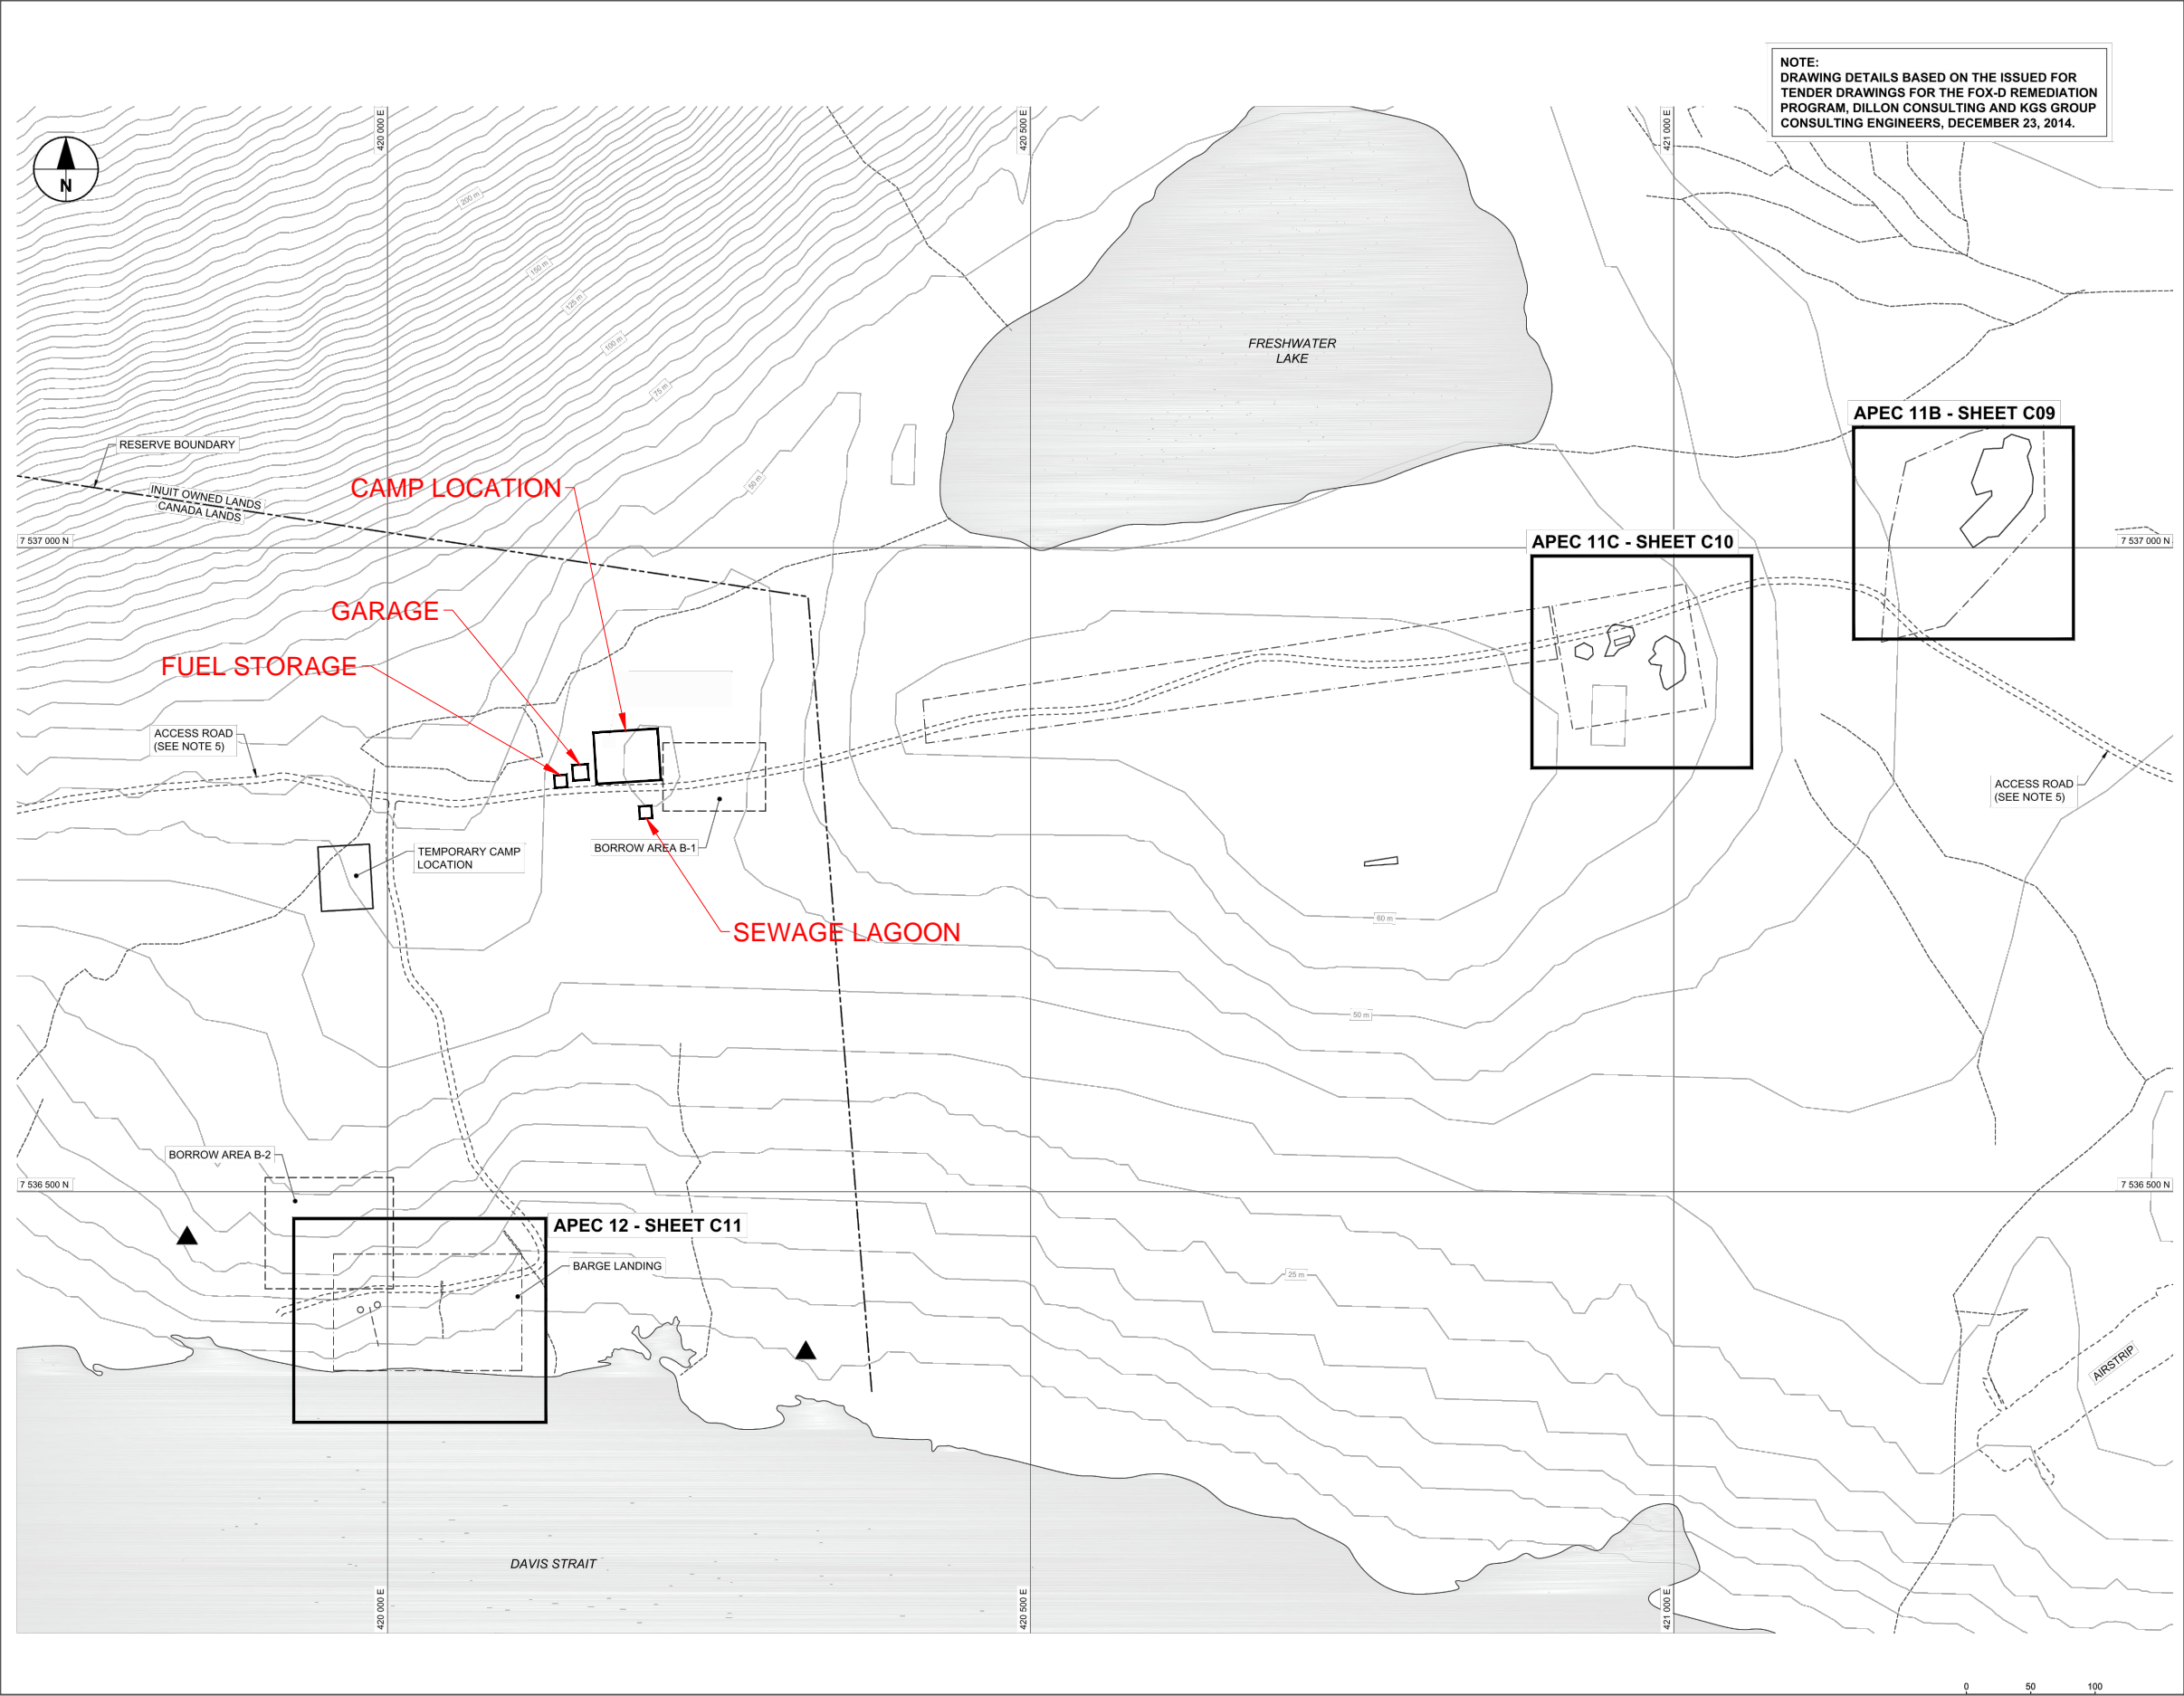 NOTE:
DRAWING DETAILS BASED ON THE ISSUED FOR
TENDER DRAWINGS FOR THE FOX-D REMEDIATION
PROGRAM, DILLON CONSULTING AND KGS GROUP
CONSULTING ENGINEERS, DECEMBER 23, 2014.
420 000 E
420 500 E
421 000 E
N
200 m
150 m
125 m
100 m
75 m
50 m
FRESHWATER
LAKE
APEC 11B - SHEET C09
RESERVE BOUNDARY
INUIT OWNED LANDS
CANADA LANDS
CAMP LOCATION
7 537 000 N
7 537 000 N
APEC 11C - SHEET C10
GARAGE
FUEL STORAGE
ACCESS ROAD
(SEE NOTE 5)
ACCESS ROAD
(SEE NOTE 5)
TEMPORARY CAMP
LOCATION
BORROW AREA B-1
SEWAGE LAGOON
60 m
50 m
BORROW AREA B-2
7 536 500 N
7 536 500 N
APEC 12 - SHEET C11
BARGE LANDING
25 m
AIRSTRIP
DAVIS STRAIT
420 000 E
420 500 E
421 000 E
0 50 100